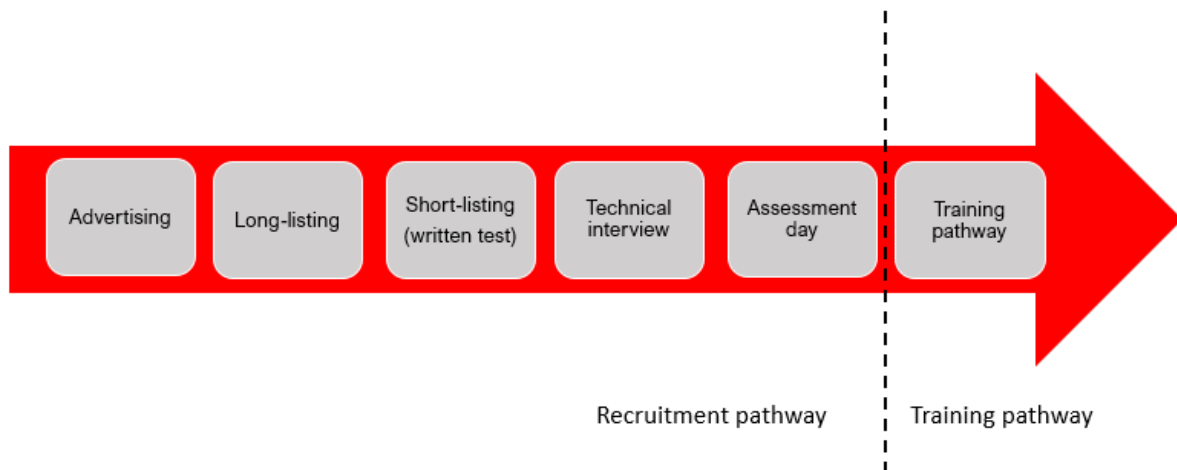 Advertising
Long-listing
Short-listing
(written test)
Technical
interview
Assessment
day
Training
pathway
Recruitment pathway
Training pathway